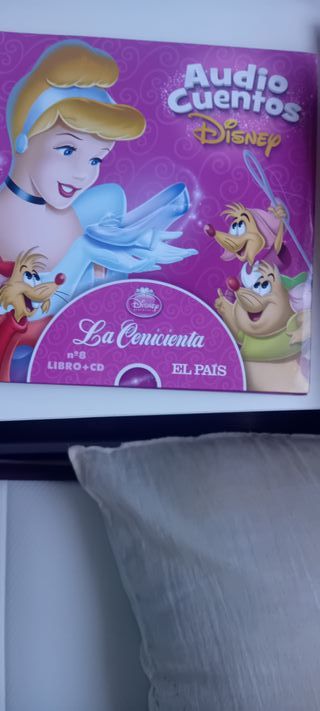 Audio
Cuentos
Disney
Disney
La Cenicienta
nº8
LIBRO+CD
EL PAÍS